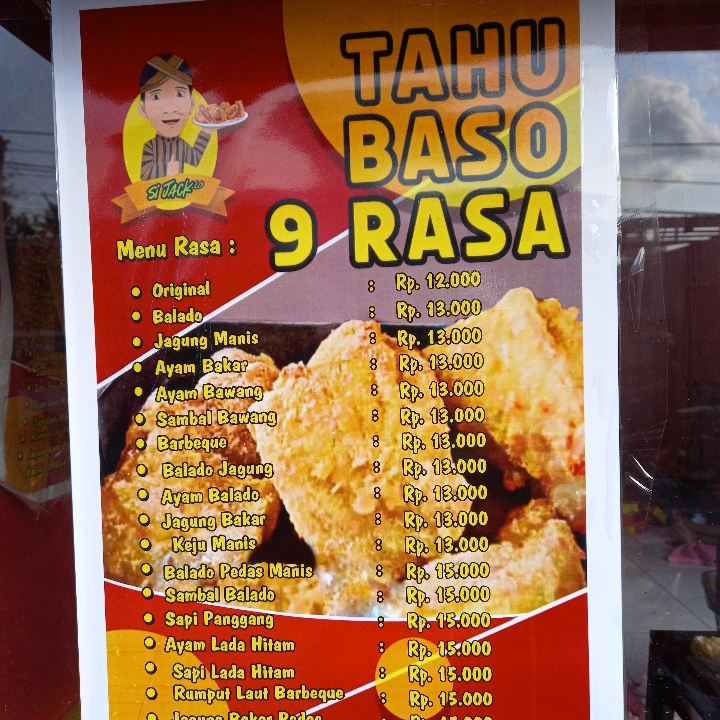 TAHU
BASO
9 RASA
Si JACK
Menu Rasa :
• Original : Rp. 12.000
• Balado : Rp. 13.000
• Jagung Manis : Rp. 13.000
• Ayam Bakar : Rp. 13.000
• Ayam Bawang : Rp. 13.000
• Sambal Bawang : Rp. 13.000
• Barbeque : Rp. 13.000
• Balado Jagung : Rp. 13.000
• Ayam Balado : Rp. 13.000
• Jagung Bakar : Rp. 13.000
• Keju Manis : Rp. 13.000
• Balado Pedas Manis : Rp. 15.000
• Sambal Balado : Rp. 15.000
• Sapi Panggang : Rp. 15.000
• Ayam Lada Hitam : Rp. 15.000
• Sapi Lada Hitam : Rp. 15.000
• Rumput Laut Barbeque : Rp. 15.000
Jagung Bakar Pedas